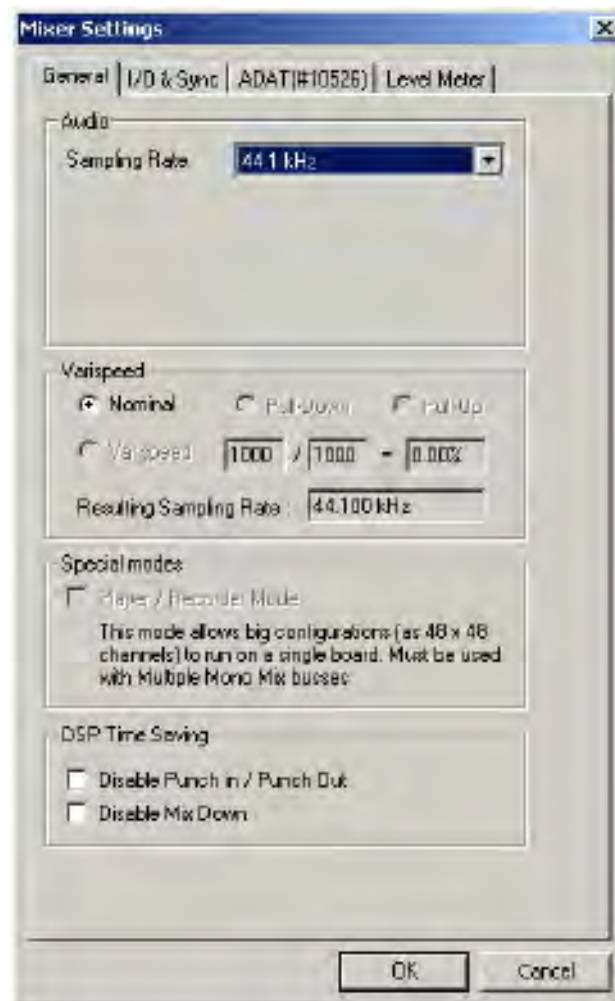 Mixer Settings
General I/O & Sync ADAT(#10526) Level Meter
Audio
Sampling Rate 44.1 kHz
Varispeed
Nominal Pull-Down Pull-Up
Varispeed 1000 / 1000 = 0.00%
Resulting Sampling Rate : 44.100 kHz
Special modes
Player / Recorder Mode
This mode allows big configurations (as 48 x 48
channels) to run on a single board. Must be used
with Multiple Mono Mix busses
DSP Time Saving
Disable Punch in / Punch Out
Disable Mix Down
OK Cancel